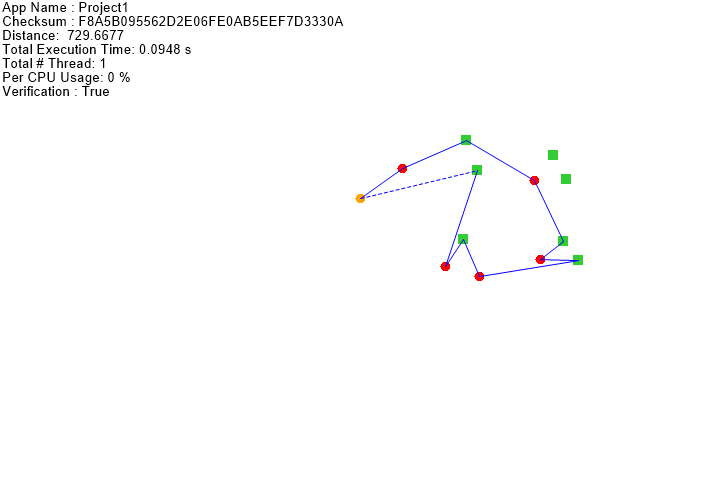 App Name : Project1
Checksum : F8A5B095562D2E06FE0AB5EEF7D3330A
Distance:  729.6677
Total Execution Time: 0.0948 s
Total # Thread: 1
Per CPU Usage: 0 %
Verification : True